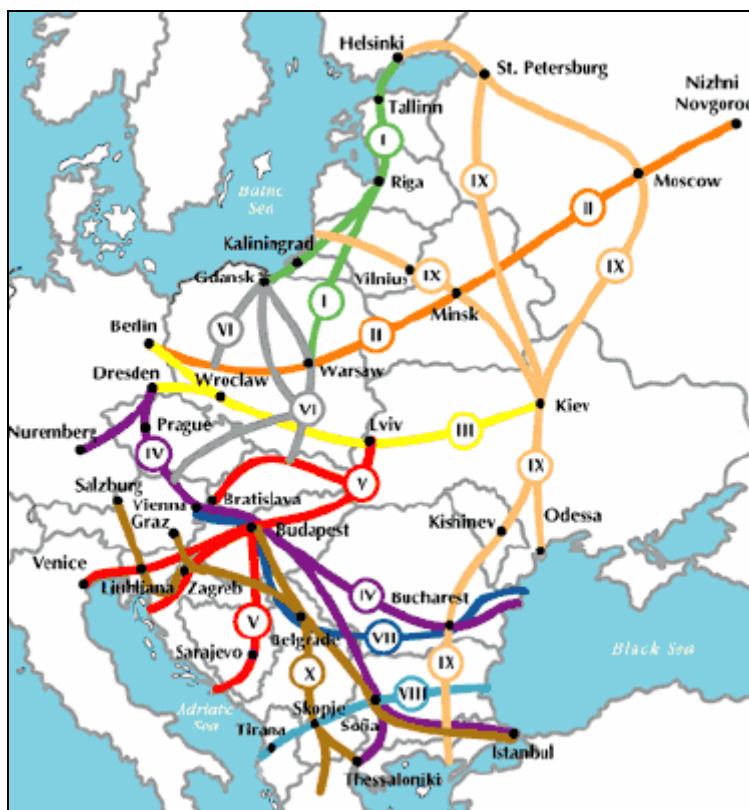 Helsinki
St. Petersburg
Nizhni
Novgorod
Tallinn
I
IX
Moscow
Riga
Baltic
Sea
II
Kaliningrad
IX
IX
Gdansk
Vilnius
I
Minsk
Berlin
VI
II
Dresden
Wroclaw
Warsaw
Kiev
VI
Nuremberg
Prague
Lviv
III
IV
IX
Salzburg
V
Vienna
Bratislava
Graz
Budapest
Kishinev
Odessa
Venice
Ljubljana
Zagreb
IV
Bucharest
V
Belgrade
VII
Sarajevo
X
IX
Black Sea
Adriatic
Sea
Skopje
VIII
Tirana
Sofia
Istanbul
Thessaloniki